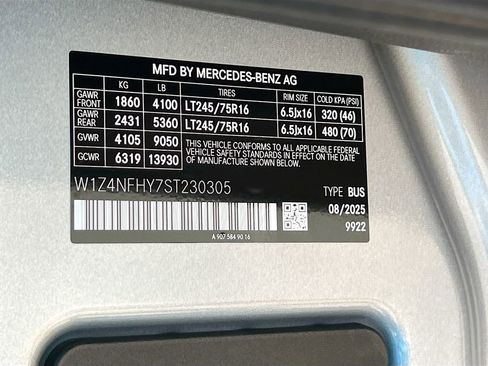 MFD BY MERCEDES-BENZ AG
KG LB TIRES RIM SIZE COLD KPA (PSI)
GAWR FRONT 1860 4100 LT245/75R16 6.5Jx16 320 (46)
GAWR REAR 2431 5360 LT245/75R16 6.5Jx16 480 (70)
GVWR 4105 9050
GCWR 6319 13930
THIS VEHICLE CONFORMS TO ALL APPLICABLE
FEDERAL MOTOR VEHICLE SAFETY STANDARDS
IN EFFECT ON THE DATE OF
MANUFACTURE SHOWN ABOVE.
W1Z4NFHY7ST230305
TYPE BUS
08/2025
9922
A 907 584 90 16